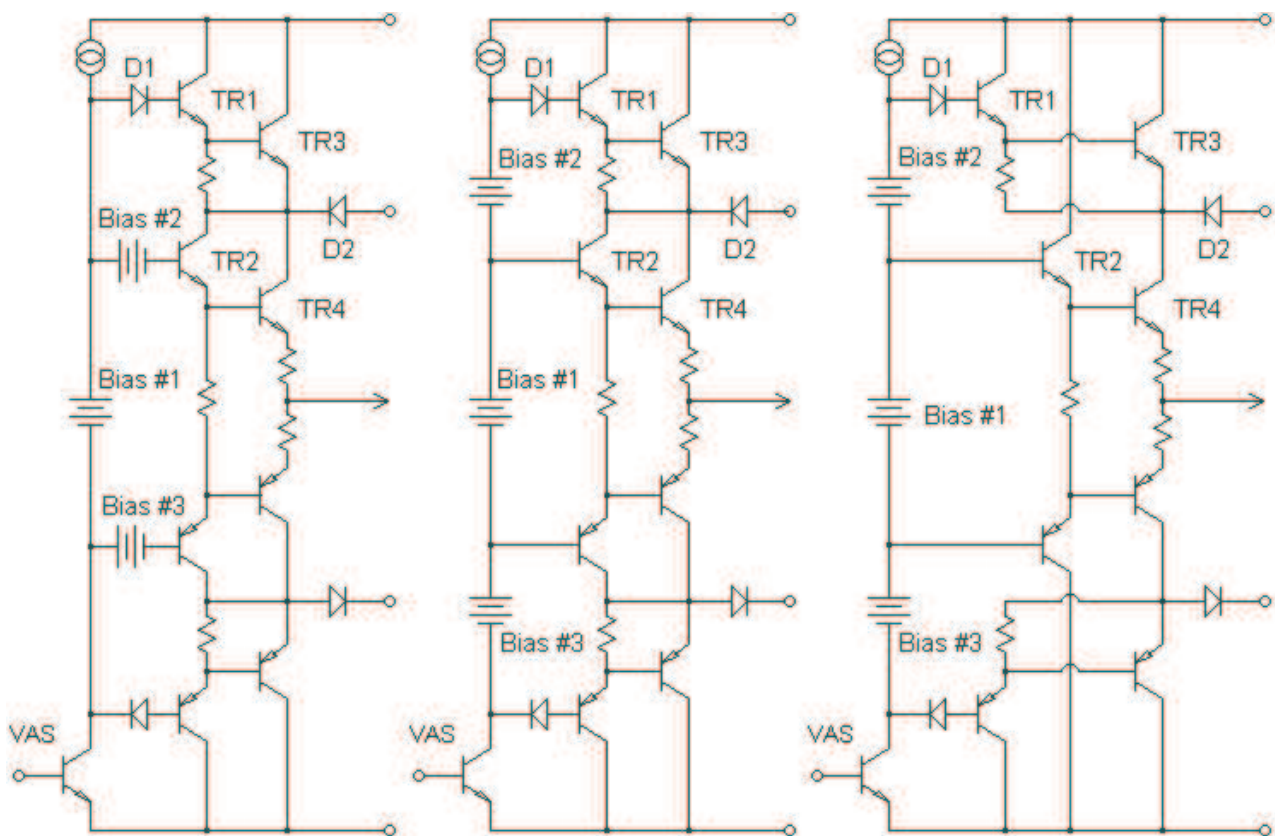 D1
TR1
TR3
Bias #2
D2
TR2
TR4
Bias #1
Bias #3
VAS
D1
TR1
Bias #2
TR3
D2
TR2
TR4
Bias #1
Bias #3
VAS
D1
TR1
Bias #2
TR3
D2
TR2
TR4
Bias #1
Bias #3
VAS